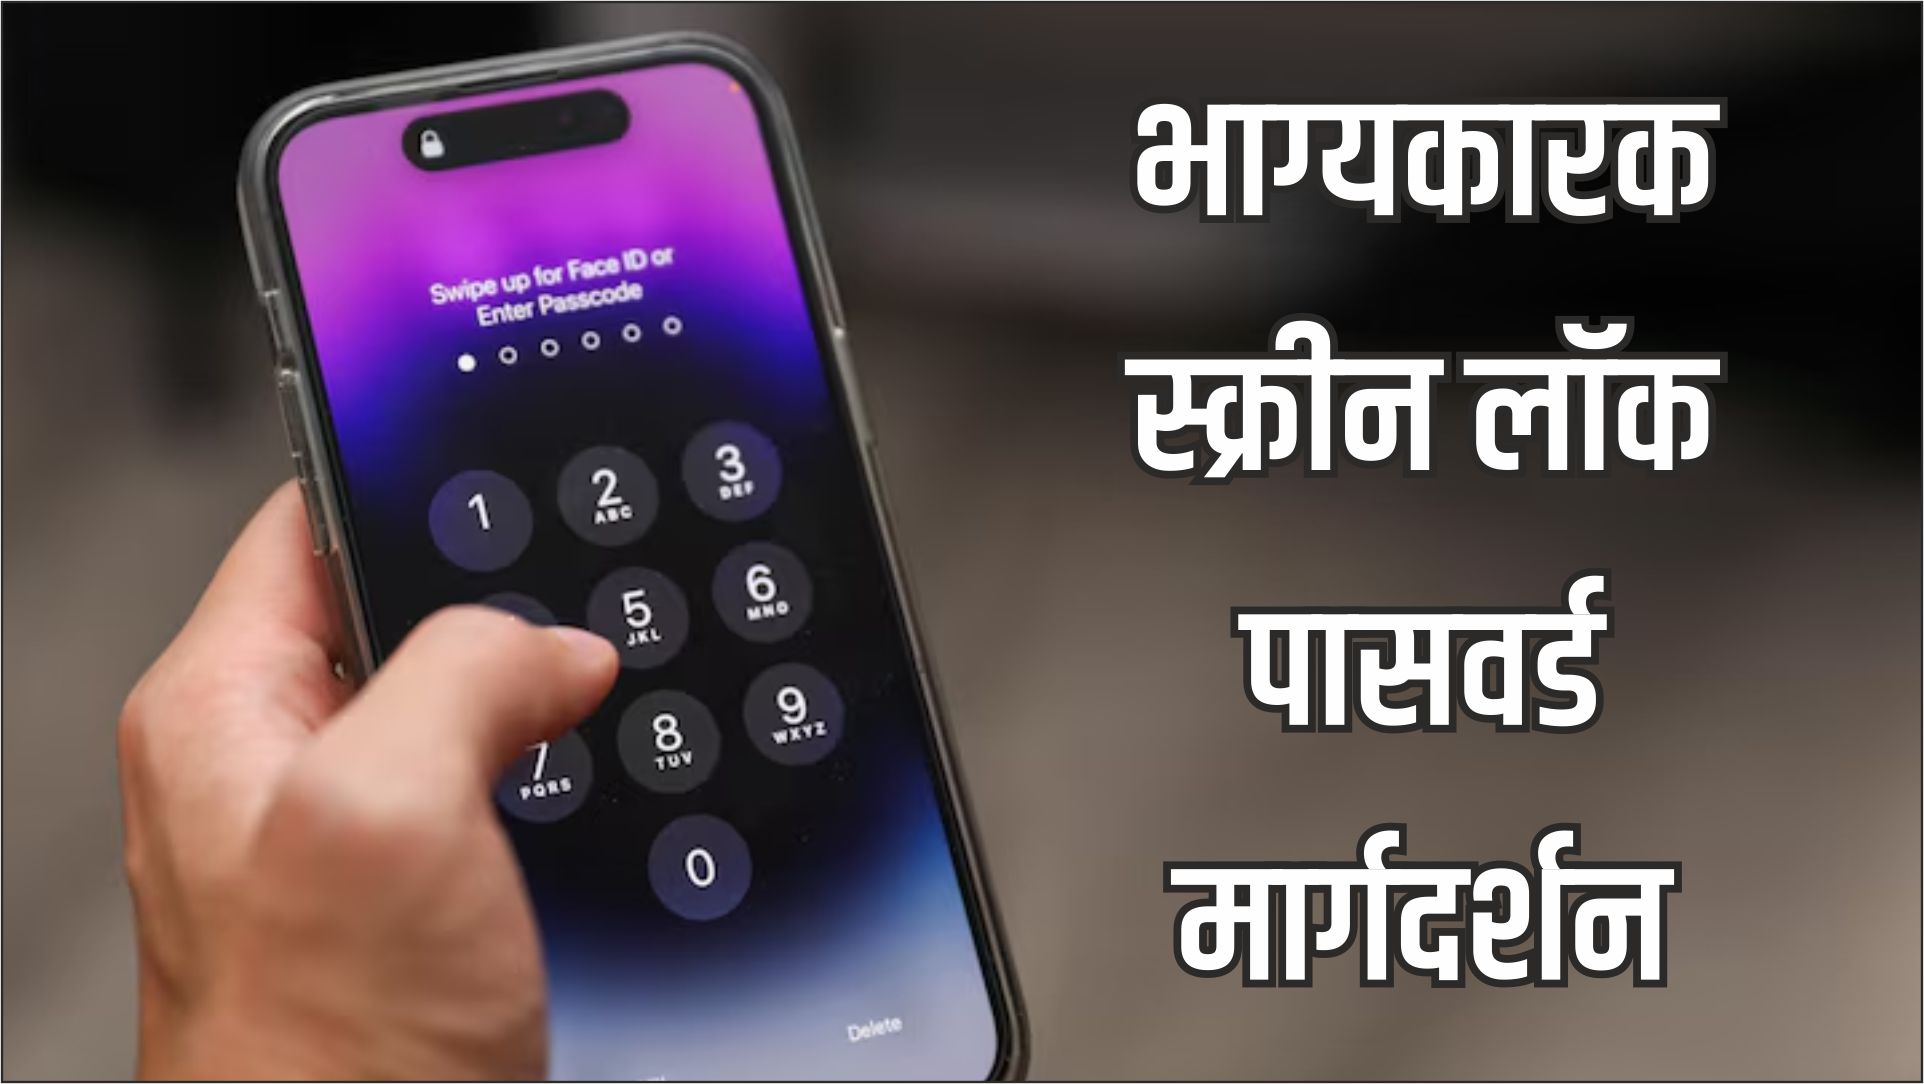 भाग्यकारक
स्क्रीन लॉक
पासवर्ड
मार्गदर्शन
Swipe up for Face ID or
Enter Passcode
1
2
ABC
3
DEF
5
JKL
6
MNO
7
PQRS
8
TUV
9
WXYZ
0
Delete